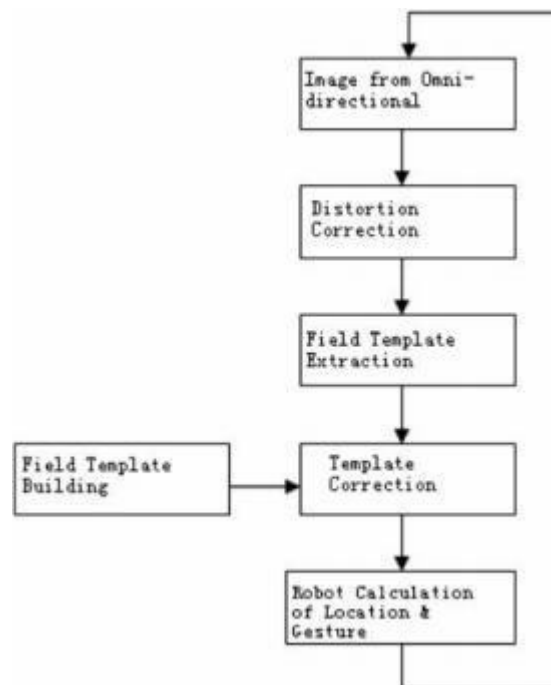 Image from Omni-
directional
Distortion
Correction
Field Template
Extraction
Field Template
Building
Template
Correction
Robot Calculation
of Location &
Gesture